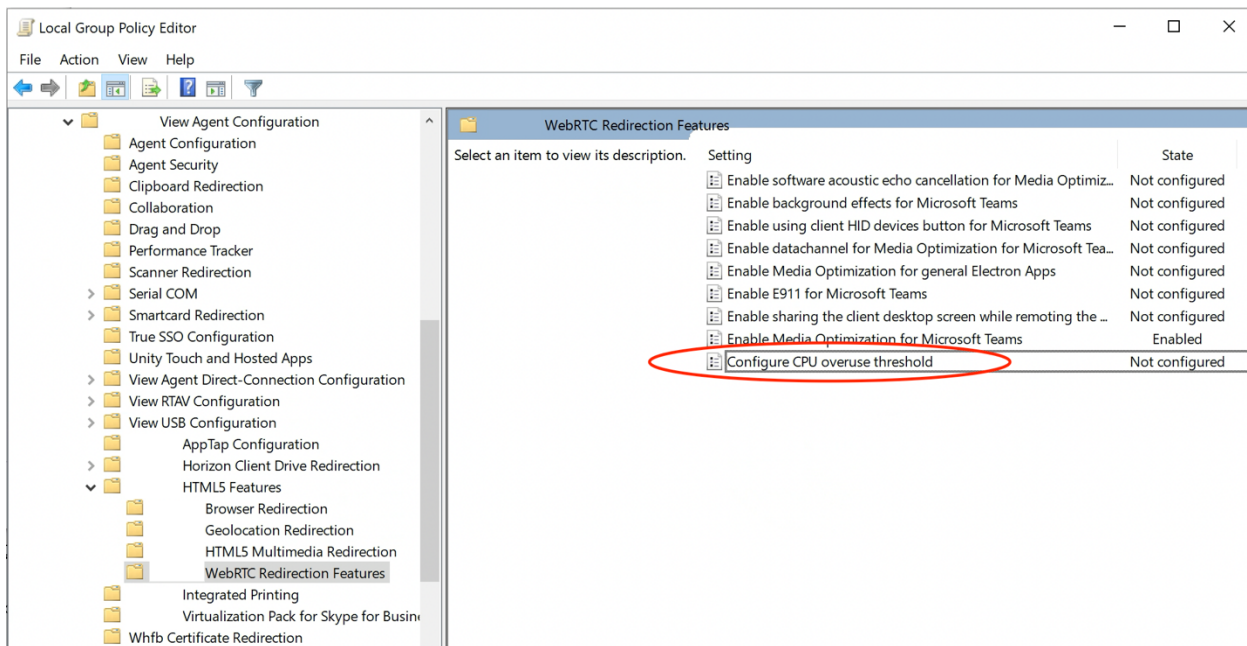 Local Group Policy Editor
File Action View Help
View Agent Configuration
Agent Configuration
Agent Security
Clipboard Redirection
Collaboration
Drag and Drop
Performance Tracker
Scanner Redirection
Serial COM
Smartcard Redirection
True SSO Configuration
Unity Touch and Hosted Apps
View Agent Direct-Connection Configuration
View RTAV Configuration
View USB Configuration
AppTap Configuration
Horizon Client Drive Redirection
HTML5 Features
Browser Redirection
Geolocation Redirection
HTML5 Multimedia Redirection
WebRTC Redirection Features
Integrated Printing
Virtualization Pack for Skype for Busin
Whfb Certificate Redirection
WebRTC Redirection Features
Select an item to view its description.
Setting State
Enable software acoustic echo cancellation for Media Optimiz... Not configured
Enable background effects for Microsoft Teams Not configured
Enable using client HID devices button for Microsoft Teams Not configured
Enable datachannel for Media Optimization for Microsoft Tea... Not configured
Enable Media Optimization for general Electron Apps Not configured
Enable E911 for Microsoft Teams Not configured
Enable sharing the client desktop screen while remoting the ... Not configured
Enable Media Optimization for Microsoft Teams Enabled
Configure CPU overuse threshold Not configured